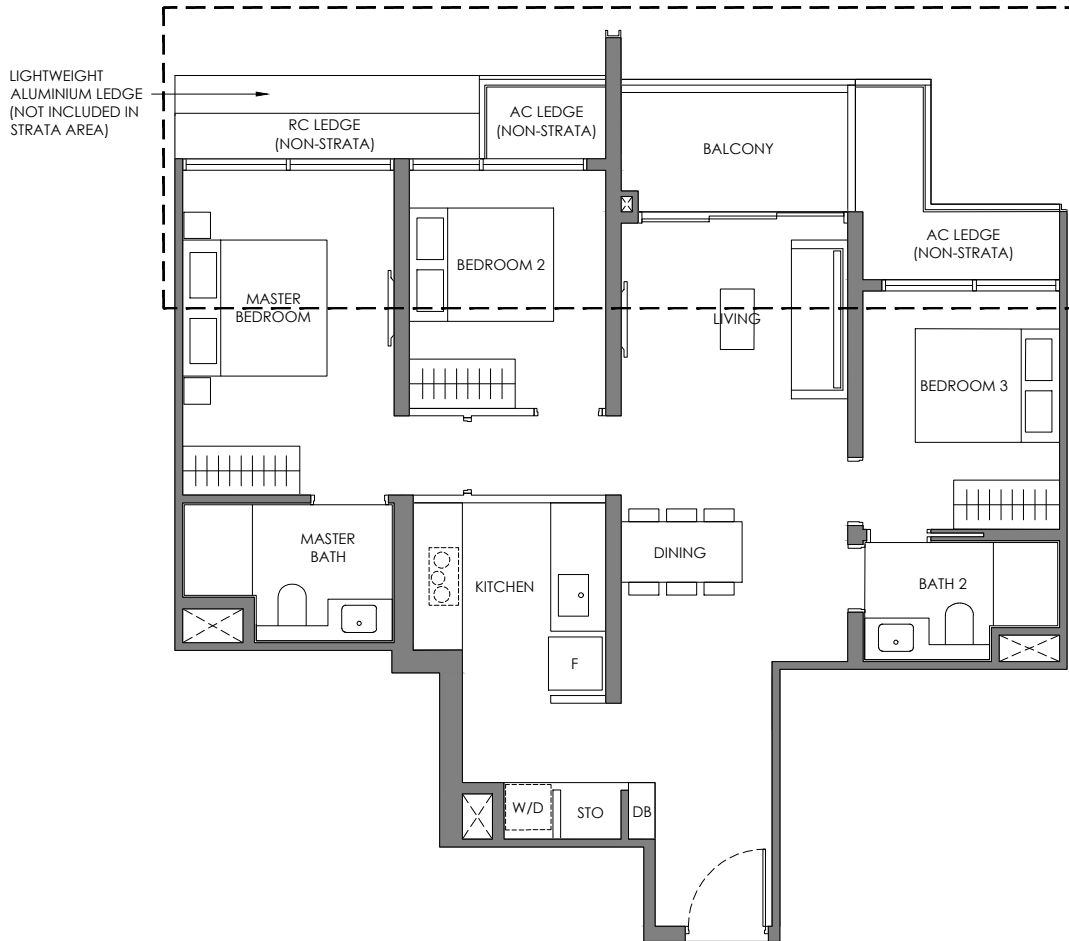 LIGHTWEIGHT
ALUMINIUM LEDGE
(NOT INCLUDED IN
STRATA AREA)
RC LEDGE
(NON-STRATA)
AC LEDGE
(NON-STRATA)
BALCONY
AC LEDGE
(NON-STRATA)
MASTER
BEDROOM
BEDROOM 2
LIVING
BEDROOM 3
MASTER
BATH
KITCHEN
DINING
BATH 2
F
W/D
STO
DB